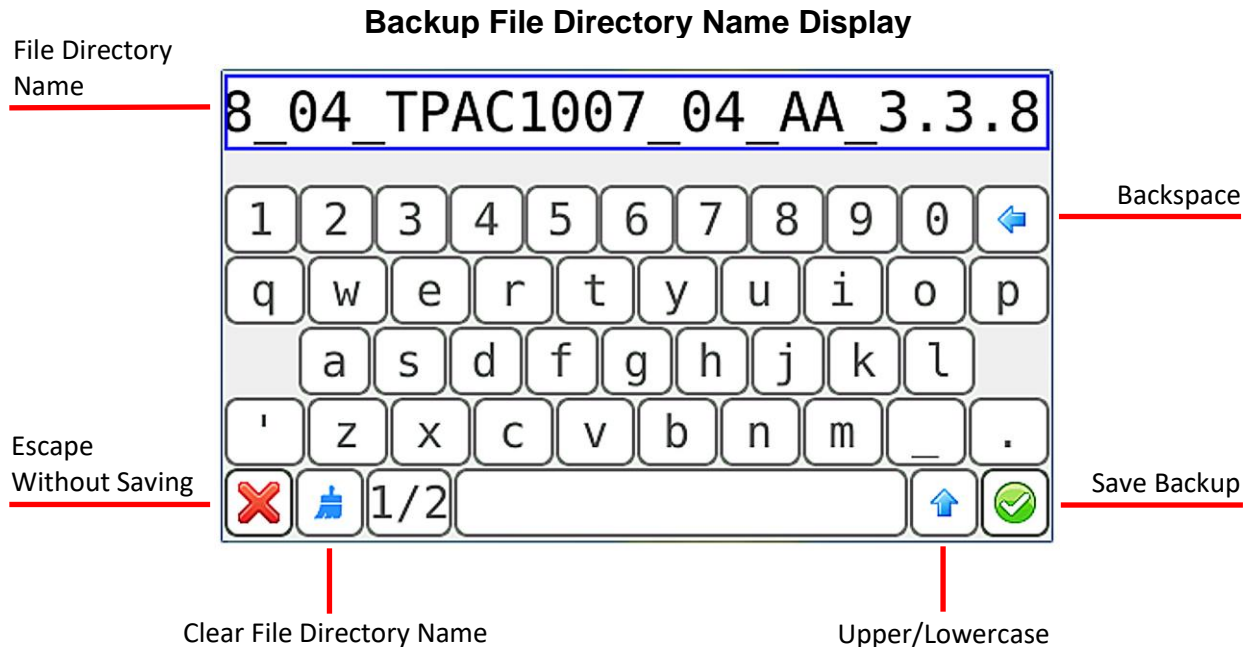 Backup File Directory Name Display
File Directory
Name
8_04_TPAC1007_04_AA_3.3.8
1 2 3 4 5 6 7 8 9 0
Backspace
q w e r t y u i o p
a s d f g h j k l
' z x c v b n m _ .
Escape
Without Saving
1/2
Save Backup
Clear File Directory Name
Upper/Lowercase